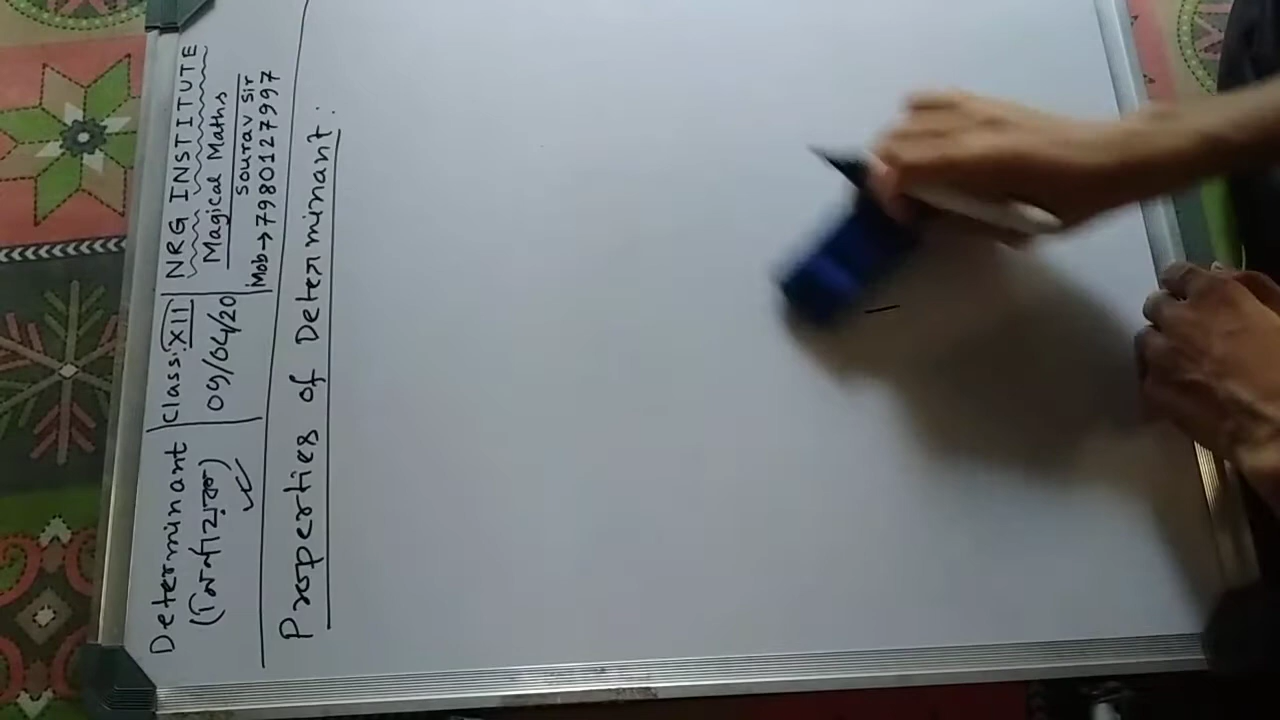 Determinant
(নির্ণায়ক)
Class: XII
09/04/20
NRG INSTITUTE
Magical Maths
Sourav Sir
Mob→7980127997
Properties of Determinant.